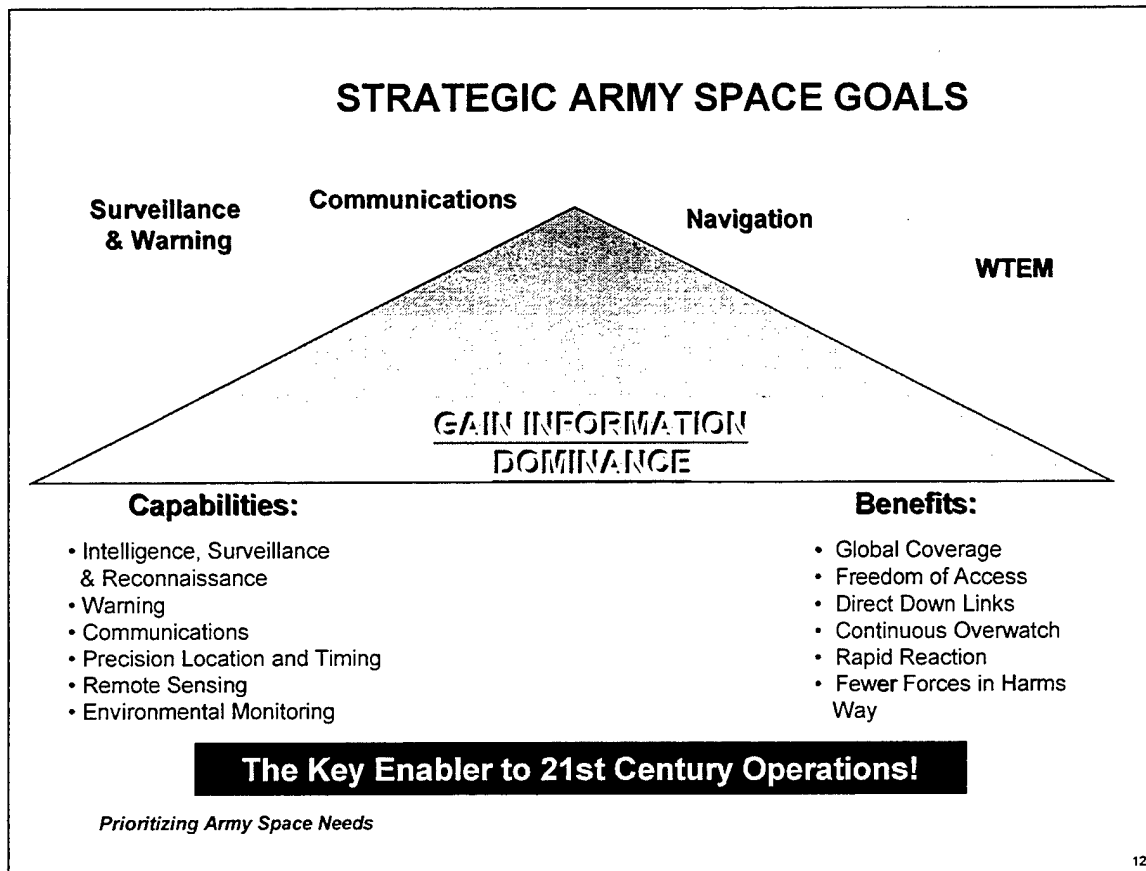 STRATEGIC ARMY SPACE GOALS
Surveillance
& Warning
Communications
Navigation
WTEM
GAIN INFORMATION
DOMINANCE
Capabilities:
• Intelligence, Surveillance
& Reconnaissance
• Warning
• Communications
• Precision Location and Timing
• Remote Sensing
• Environmental Monitoring
Benefits:
• Global Coverage
• Freedom of Access
• Direct Down Links
• Continuous Overwatch
• Rapid Reaction
• Fewer Forces in Harms
Way
The Key Enabler to 21st Century Operations!
Prioritizing Army Space Needs
12